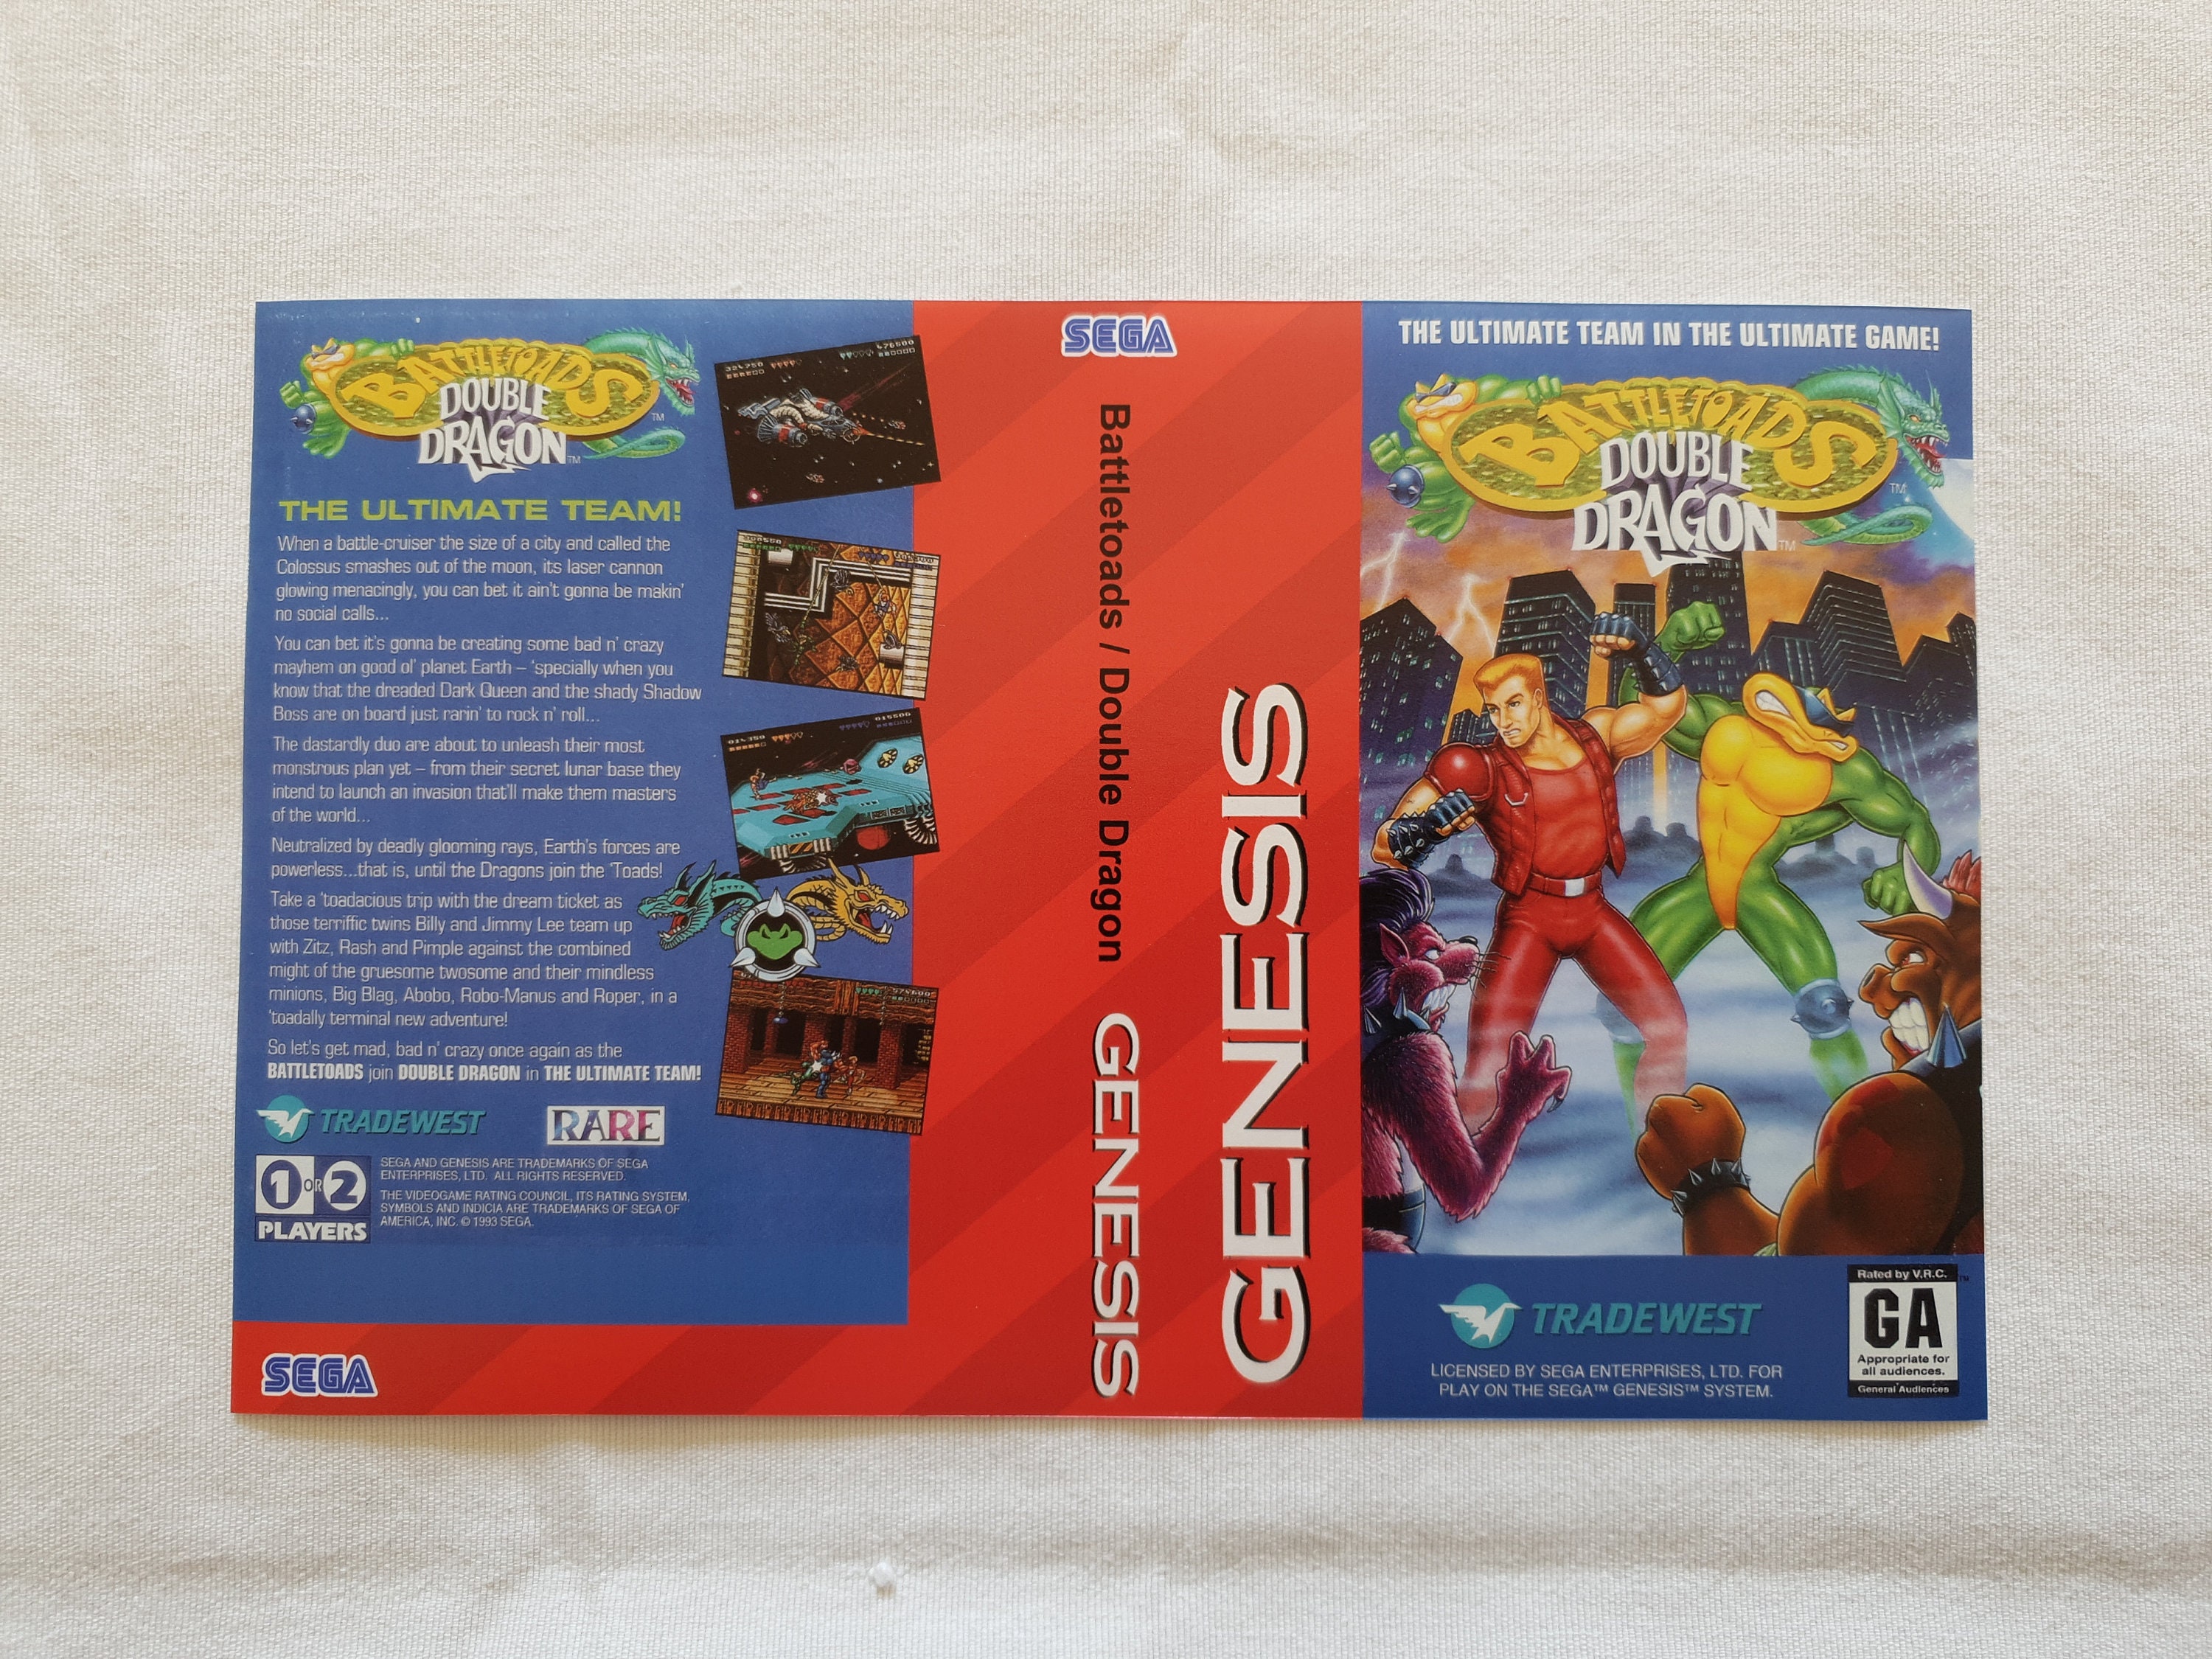 BATTLETOADS
DOUBLE
DRAGON
TM
TM
THE ULTIMATE TEAM!
When a battle-cruiser the size of a city and called the
Colossus smashes out of the moon, its laser cannon
glowing menacingly, you can bet it ain't gonna be makin'
no social calls...
You can bet it's gonna be creating some bad n' crazy
mayhem on good ol' planet Earth – 'specially when you
know that the dreaded Dark Queen and the shady Shadow
Boss are on board just rarin' to rock n' roll...
The dastardly duo are about to unleash their most
monstrous plan yet – from their secret lunar base they
intend to launch an invasion that'll make them masters
of the world...
Neutralized by deadly glooming rays, Earth's forces are
powerless...that is, until the Dragons join the 'Toads!
Take a 'toadacious trip with the dream ticket as
those terriffic twins Billy and Jimmy Lee team up
with Zitz, Rash and Pimple against the combined
might of the gruesome twosome and their mindless
minions, Big Blag, Abobo, Robo-Manus and Roper, in a
'toadally terminal new adventure!
So let's get mad, bad n' crazy once again as the
BATTLETOADS join DOUBLE DRAGON in THE ULTIMATE TEAM!
TRADEWEST
RARE
1 OR 2
PLAYERS
SEGA AND GENESIS ARE TRADEMARKS OF SEGA
ENTERPRISES, LTD. ALL RIGHTS RESERVED.
THE VIDEOGAME RATING COUNCIL, ITS RATING SYSTEM,
SYMBOLS AND INDICIA ARE TRADEMARKS OF SEGA OF
AMERICA, INC. © 1993 SEGA.
SEGA
SEGA
Battletoads / Double Dragon
GENESIS
GENESIS
THE ULTIMATE TEAM IN THE ULTIMATE GAME!
BATTLETOADS
DOUBLE
DRAGON
TM
TM
TRADEWEST
LICENSED BY SEGA ENTERPRISES, LTD. FOR
PLAY ON THE SEGA™ GENESIS™ SYSTEM.
Rated by V.R.C.
TM
GA
Appropriate for
all audiences.
General Audiences